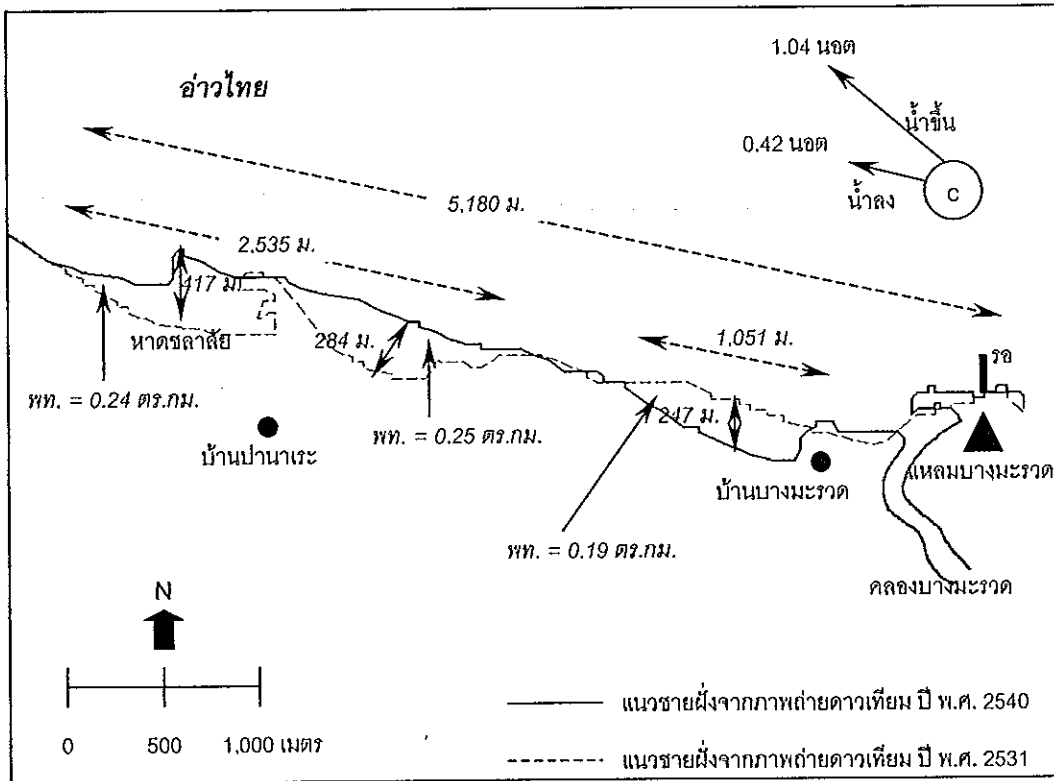 1.04 นอต
อ่าวไทย
น้ำขึ้น
0.42 นอต
C
น้ำลง
5,180 ม.
2,535 ม.
417 ม.
หาดชลาลัย
284 ม.
1,051 ม.
รอ
พท. = 0.24 ตร.กม.
พท. = 0.25 ตร.กม.
247 ม.
บ้านปานาเระ
บ้านบางมะรวด
แหลมบางมะรวด
พท. = 0.19 ตร.กม.
คลองบางมะรวด
N
0 500 1,000 เมตร
แนวชายฝั่งจากภาพถ่ายดาวเทียม ปี พ.ศ. 2540
แนวชายฝั่งจากภาพถ่ายดาวเทียม ปี พ.ศ. 2531